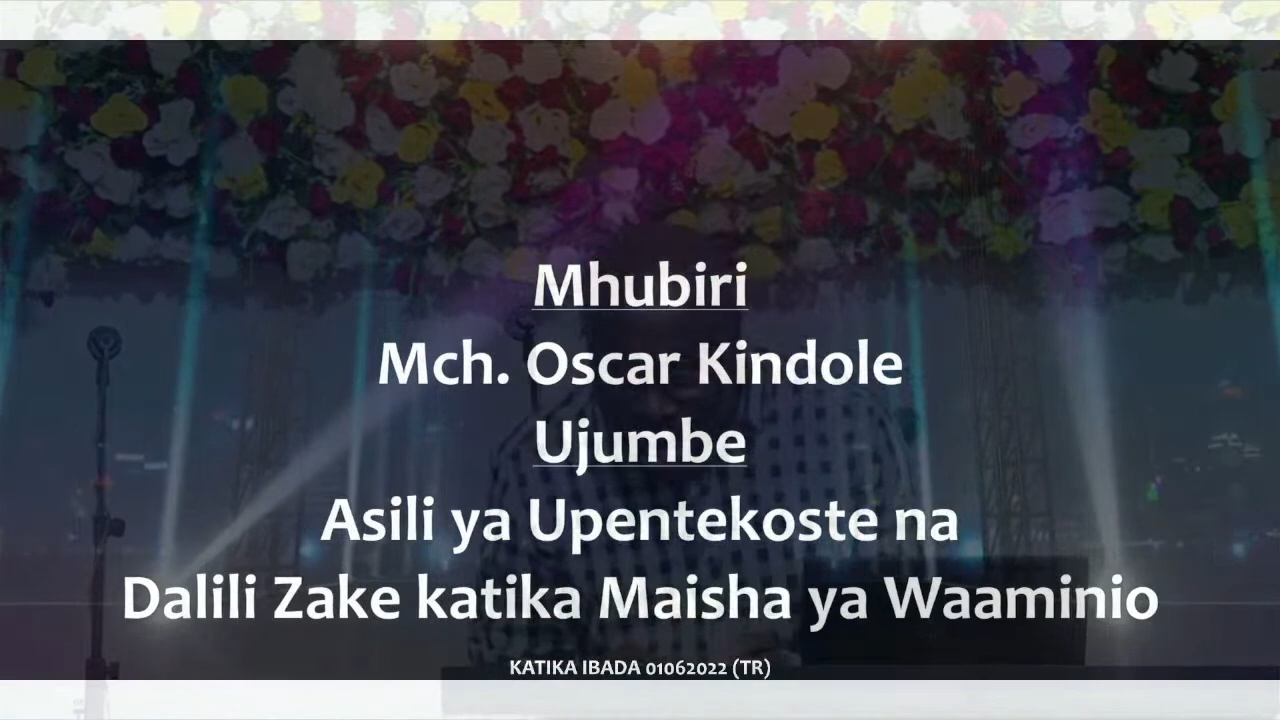 Mhubiri
Mch. Oscar Kindole
Ujumbe
Asili ya Upentekoste na
Dalili Zake katika Maisha ya Waaminio
KATIKA IBADA 01062022 (TR)